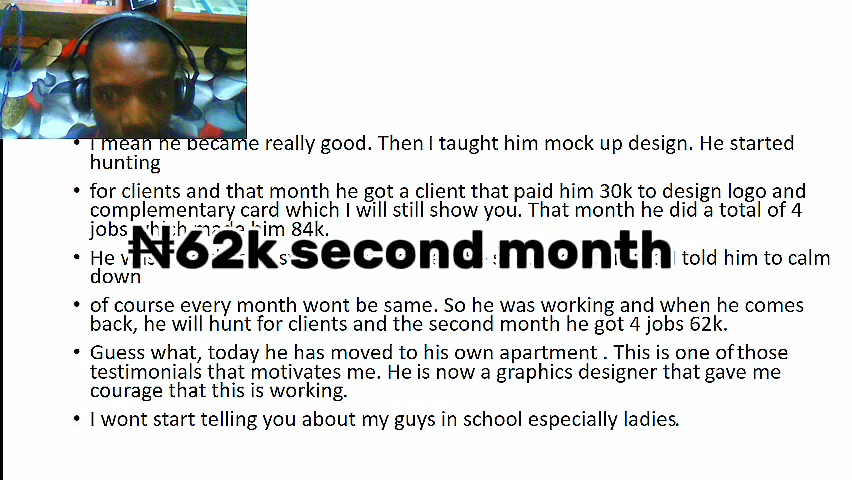 • I mean he became really good. Then I taught him mock up design. He started
hunting
• for clients and that month he got a client that paid him 30k to design logo and
complementary card which I will still show you. That month he did a total of 4
jobs which made him 84k.
₦62k second month
• He told him to calm
down
• of course every month wont be same. So he was working and when he comes
back, he will hunt for clients and the second month he got 4 jobs 62k.
• Guess what, today he has moved to his own apartment . This is one of those
testimonials that motivates me. He is now a graphics designer that gave me
courage that this is working.
• I wont start telling you about my guys in school especially ladies.